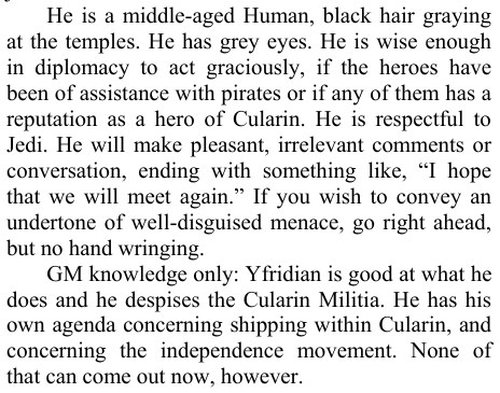 He is a middle-aged Human, black hair graying
at the temples. He has grey eyes. He is wise enough
in diplomacy to act graciously, if the heroes have
been of assistance with pirates or if any of them has a
reputation as a hero of Cularin. He is respectful to
Jedi. He will make pleasant, irrelevant comments or
conversation, ending with something like, “I hope
that we will meet again.” If you wish to convey an
undertone of well-disguised menace, go right ahead,
but no hand wringing.
GM knowledge only: Yfridian is good at what he
does and he despises the Cularin Militia. He has his
own agenda concerning shipping within Cularin, and
concerning the independence movement. None of
that can come out now, however.